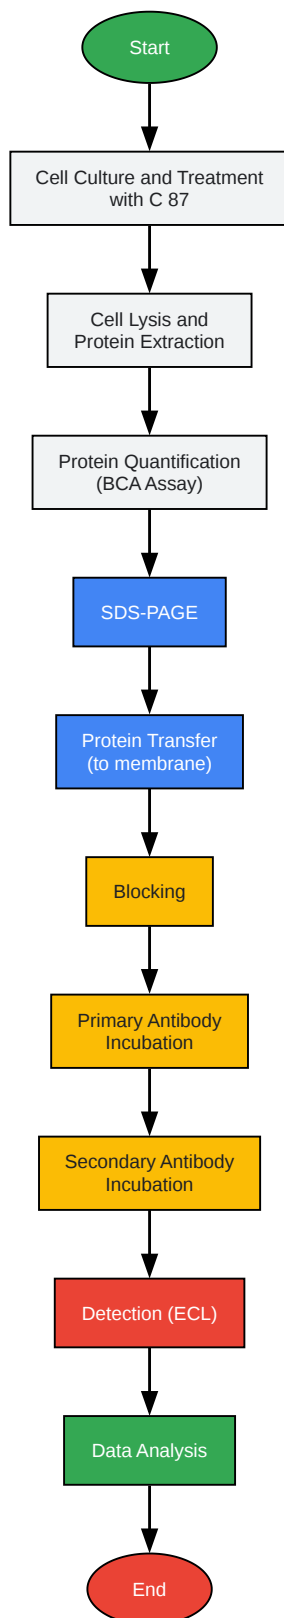 Start
Cell Culture and Treatment
with C 87
Cell Lysis and
Protein Extraction
Protein Quantification
(BCA Assay)
SDS-PAGE
Protein Transfer
(to membrane)
Blocking
Primary Antibody
Incubation
Secondary Antibody
Incubation
Detection (ECL)
Data Analysis
End